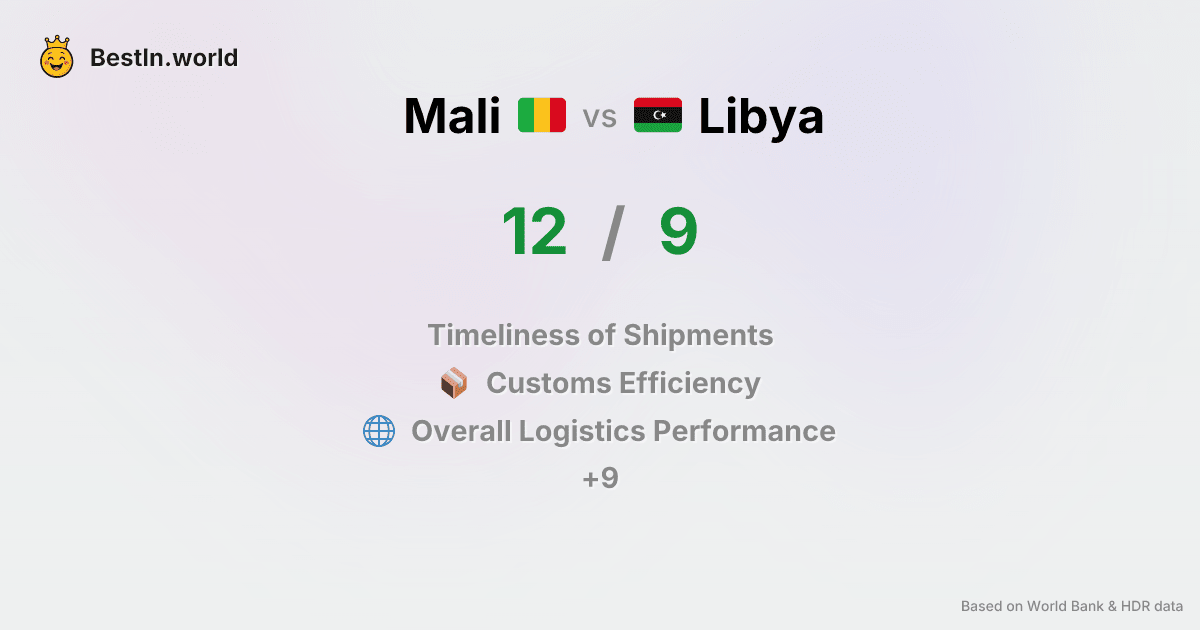 BestIn.world
Mali vs Libya
12 / 9
Timeliness of Shipments
Customs Efficiency
Overall Logistics Performance
+9
Based on World Bank & HDR data